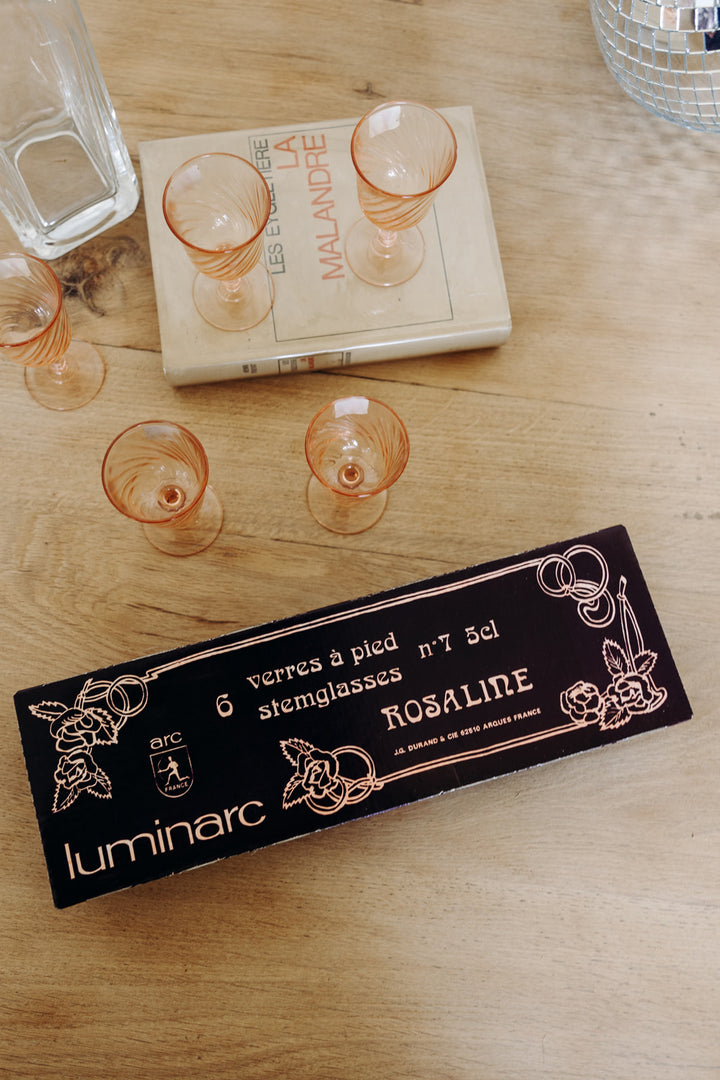 LES EYGLETIÈRE
LA
MALANDRE
6 verres à pied
stemglasses
n°7 5cl
ROSALINE
J.G. DURAND & CIE 62510 ARQUES FRANCE
arc
FRANCE
luminarc